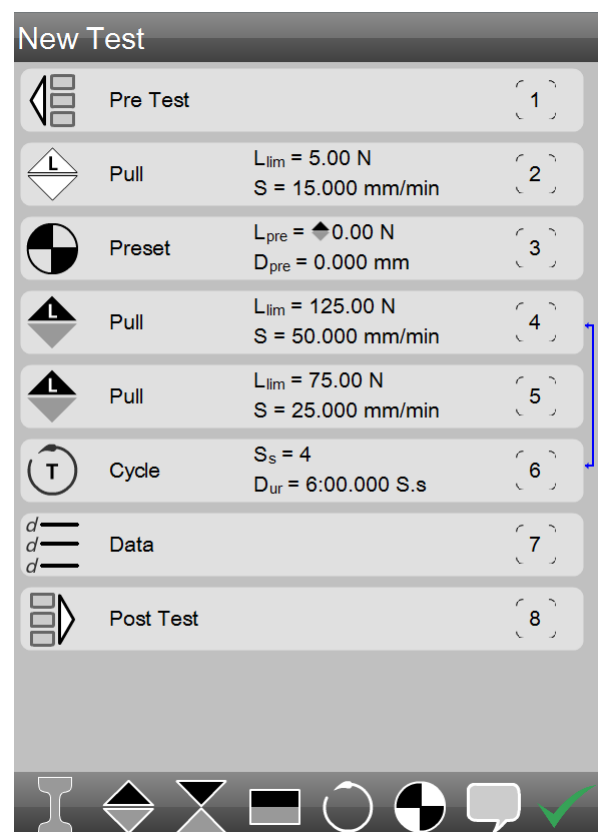 New Test
Pre Test 1
L Pull Llim = 5.00 N 2
S = 15.000 mm/min
Preset Lpre = 0.00 N 3
Dpre = 0.000 mm
L Pull Llim = 125.00 N 4
S = 50.000 mm/min
L Pull Llim = 75.00 N 5
S = 25.000 mm/min
T Cycle Ss = 4 6
Dur = 6:00.000 S.s
d
d Data 7
d
Post Test 8